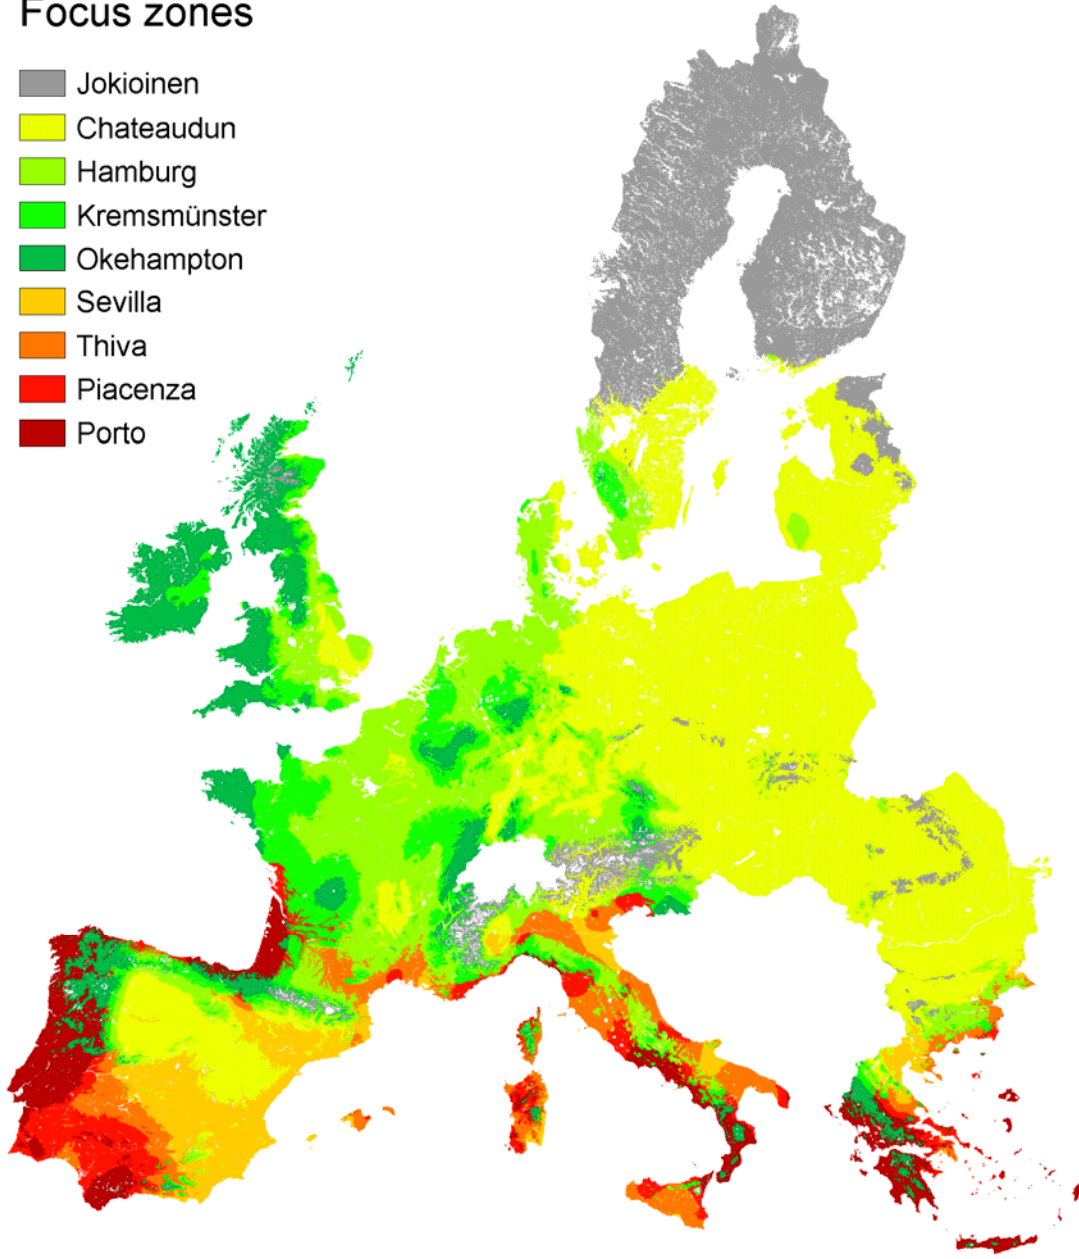 Focus zones
Jokioinen
Chateaudun
Hamburg
Kremsmünster
Okehampton
Sevilla
Thiva
Piacenza
Porto